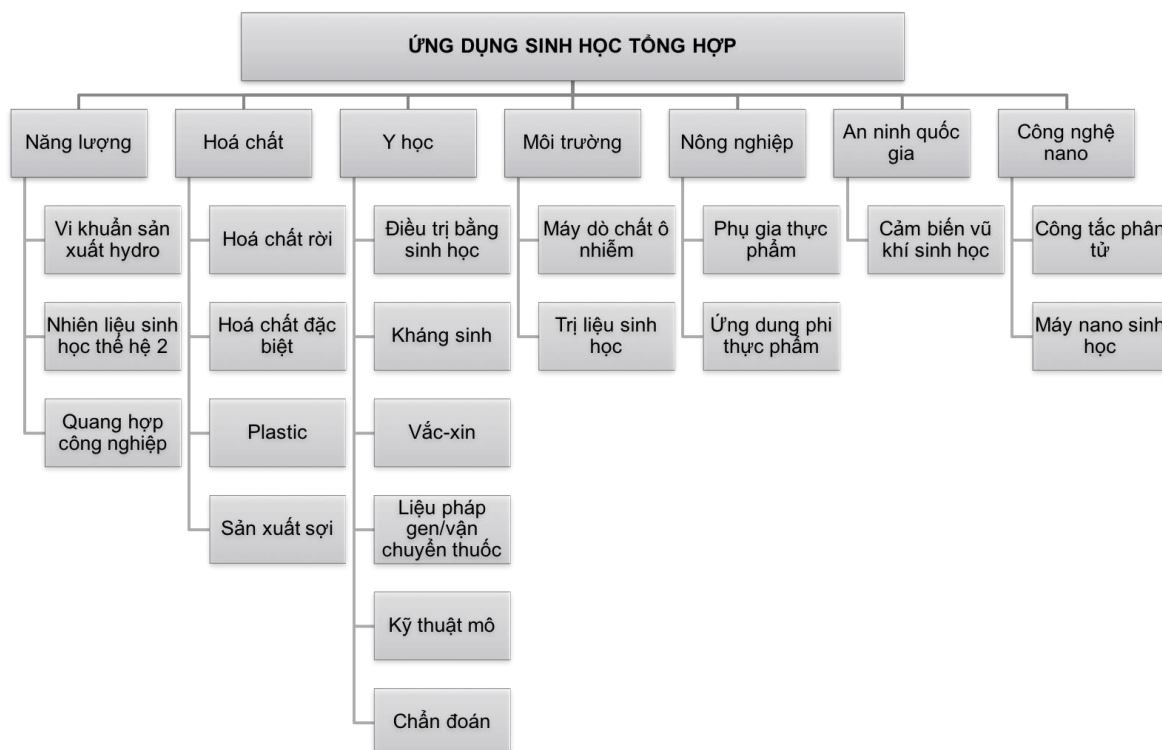 ỨNG DỤNG SINH HỌC TỔNG HỢP
Năng lượng
Vi khuẩn sản
xuất hydro
Nhiên liệu sinh
học thế hệ 2
Quang hợp
công nghiệp
Hoá chất
Hoá chất rời
Hoá chất đặc
biệt
Plastic
Sản xuất sợi
Y học
Điều trị bằng
sinh học
Kháng sinh
Vắc-xin
Liệu pháp
gen/vận
chuyển thuốc
Kỹ thuật mô
Chẩn đoán
Môi trường
Máy dò chất ô
nhiễm
Trị liệu sinh
học
Nông nghiệp
Phụ gia thực
phẩm
Ứng dung phi
thực phẩm
An ninh quốc
gia
Cảm biến vũ
khí sinh học
Công nghệ
nano
Công tắc phân
tử
Máy nano sinh
học